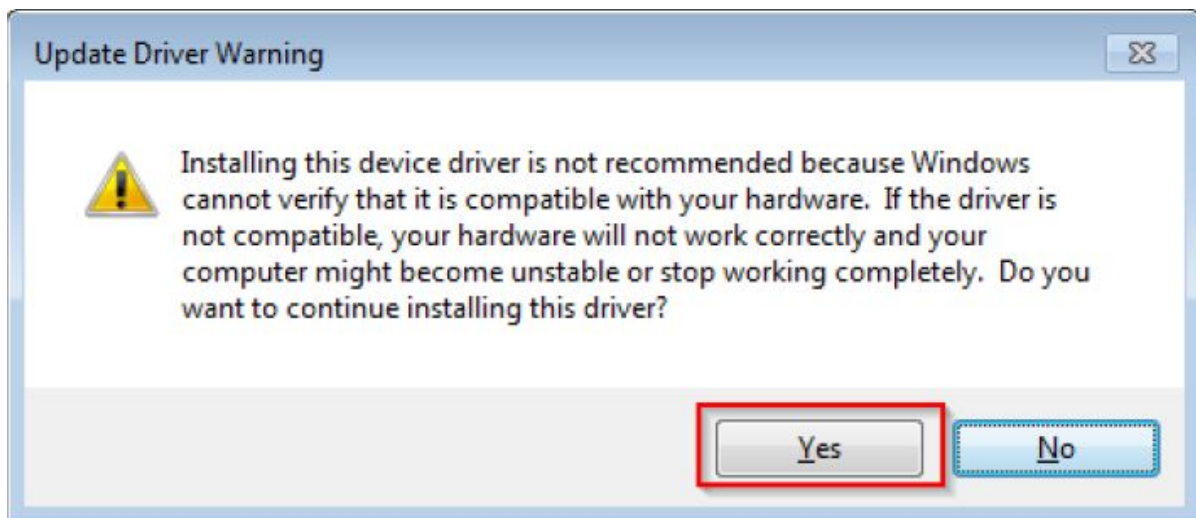 Update Driver Warning
Installing this device driver is not recommended because Windows
cannot verify that it is compatible with your hardware.  If the driver is
not compatible, your hardware will not work correctly and your
computer might become unstable or stop working completely.  Do you
want to continue installing this driver?
Yes
No